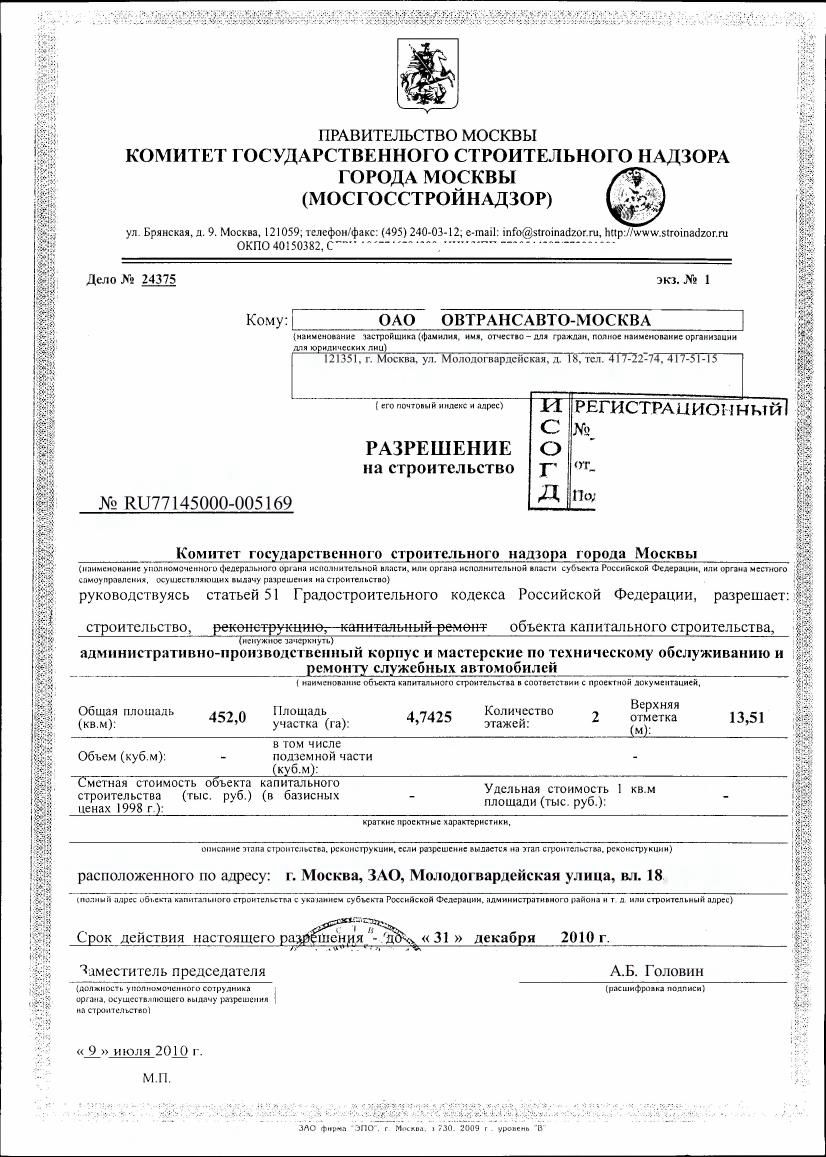 ПРАВИТЕЛЬСТВО МОСКВЫ
КОМИТЕТ ГОСУДАРСТВЕННОГО СТРОИТЕЛЬНОГО НАДЗОРА
ГОРОДА МОСКВЫ
(МОСГОССТРОЙНАДЗОР)
ул. Брянская, д. 9. Москва, 121059; телефон/факс: (495) 240-03-12; e-mail: info@stroinadzor.ru, http://www.stroinadzor.ru
ОКПО 40150382,
Дело № 24375 экз. № 1
Кому: ОАО ОВТРАНСАВТО-МОСКВА
(наименование застройщика (фамилия, имя, отчество – для граждан, полное наименование организации
для юридических лиц)
121351, г. Москва, ул. Молодогвардейская, д. 18, тел. 417-22-74, 417-51-15
( его почтовый индекс и адрес)
ИСОГД
РЕГИСТРАЦИОННЫЙ
№
от
РАЗРЕШЕНИЕ
на строительство
№ RU77145000-005169
Комитет государственного строительного надзора города Москвы
(наименование уполномоченного федерального органа исполнительной власти, или органа исполнительной власти субъекта Российской Федерации, или органа местного
самоуправления, осуществляющих выдачу разрешения на строительство)
руководствуясь статьей 51 Градостроительного кодекса Российской Федерации, разрешает:
строительство, реконструкцию, капитальный ремонт объекта капитального строительства,
(ненужное зачеркнуть)
административно-производственный корпус и мастерские по техническому обслуживанию и
ремонту служебных автомобилей
( наименование объекта капитального строительства в соответствии с проектной документацией,
Общая площадь (кв.м): 452,0 Площадь участка (га): 4,7425 Количество этажей: 2 Верхняя отметка (м): 13,51
Объем (куб.м): - в том числе подземной части (куб.м): -
Сметная стоимость объекта капитального строительства (тыс. руб.) (в базисных ценах 1998 г.): - Удельная стоимость 1 кв.м площади (тыс. руб.): -
краткие проектные характеристики,
описание этапа строительства, реконструкции, если разрешение выдается на этап строительства, реконструкции)
расположенного по адресу: г. Москва, ЗАО, Молодогвардейская улица, вл. 18
(полный адрес объекта капитального строительства с указанием субъекта Российской Федерации, административного района и т. д. или строительный адрес)
Срок действия настоящего разрешения - до « 31 » декабря 2010 г.
Заместитель председателя А.Б. Головин
(должность уполномоченного сотрудника (расшифровка подписи)
органа, осуществляющего выдачу разрешения
на строительство)
« 9 » июля 2010 г.
М.П.
ЗАО фирма "ЭПО", г. Москва, з 730, 2009 г., уровень "В"